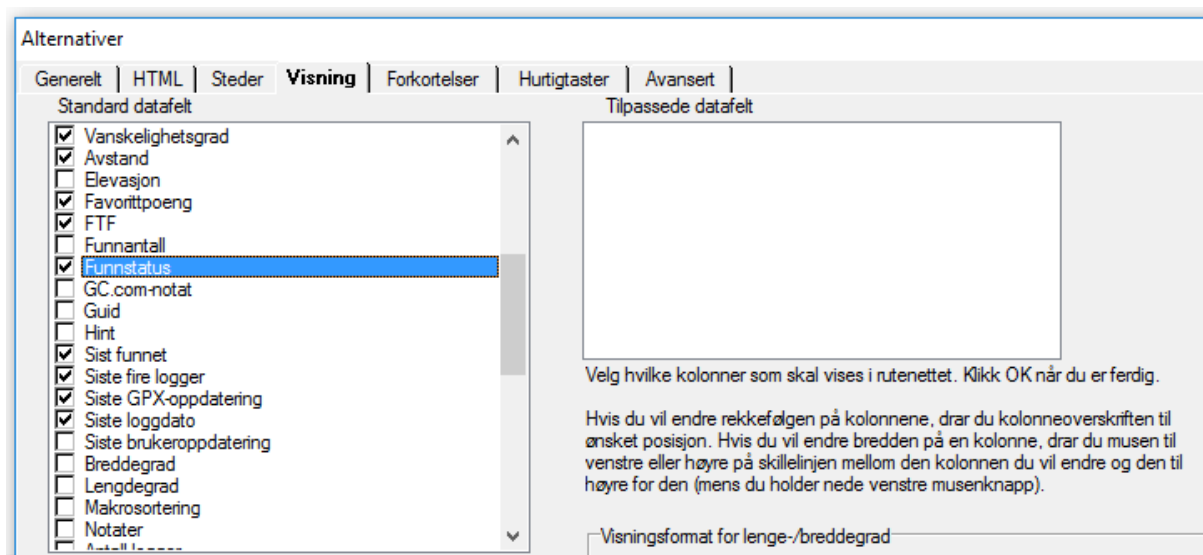 Alternativer
Generelt HTML Steder Visning Forkortelser Hurtigtaster Avansert
Standard datafelt
Vanskelighetsgrad
Avstand
Elevasjon
Favorittpoeng
FTF
Funnantall
Funnstatus
GC.com-notat
Guid
Hint
Sist funnet
Siste fire logger
Siste GPX-oppdatering
Siste loggdato
Siste brukeroppdatering
Breddegrad
Lengdegrad
Makrosortering
Notater
Tilpassede datafelt
Velg hvilke kolonner som skal vises i rutenettet. Klikk OK når du er ferdig.
Hvis du vil endre rekkefølgen på kolonnene, drar du kolonneoverskriften til
ønsket posisjon. Hvis du vil endre bredden på en kolonne, drar du musen til
venstre eller høyre på skillelinjen mellom den kolonnen du vil endre og den til
høyre for den (mens du holder nede venstre musenknapp).
Visningsformat for lenge-/breddegrad